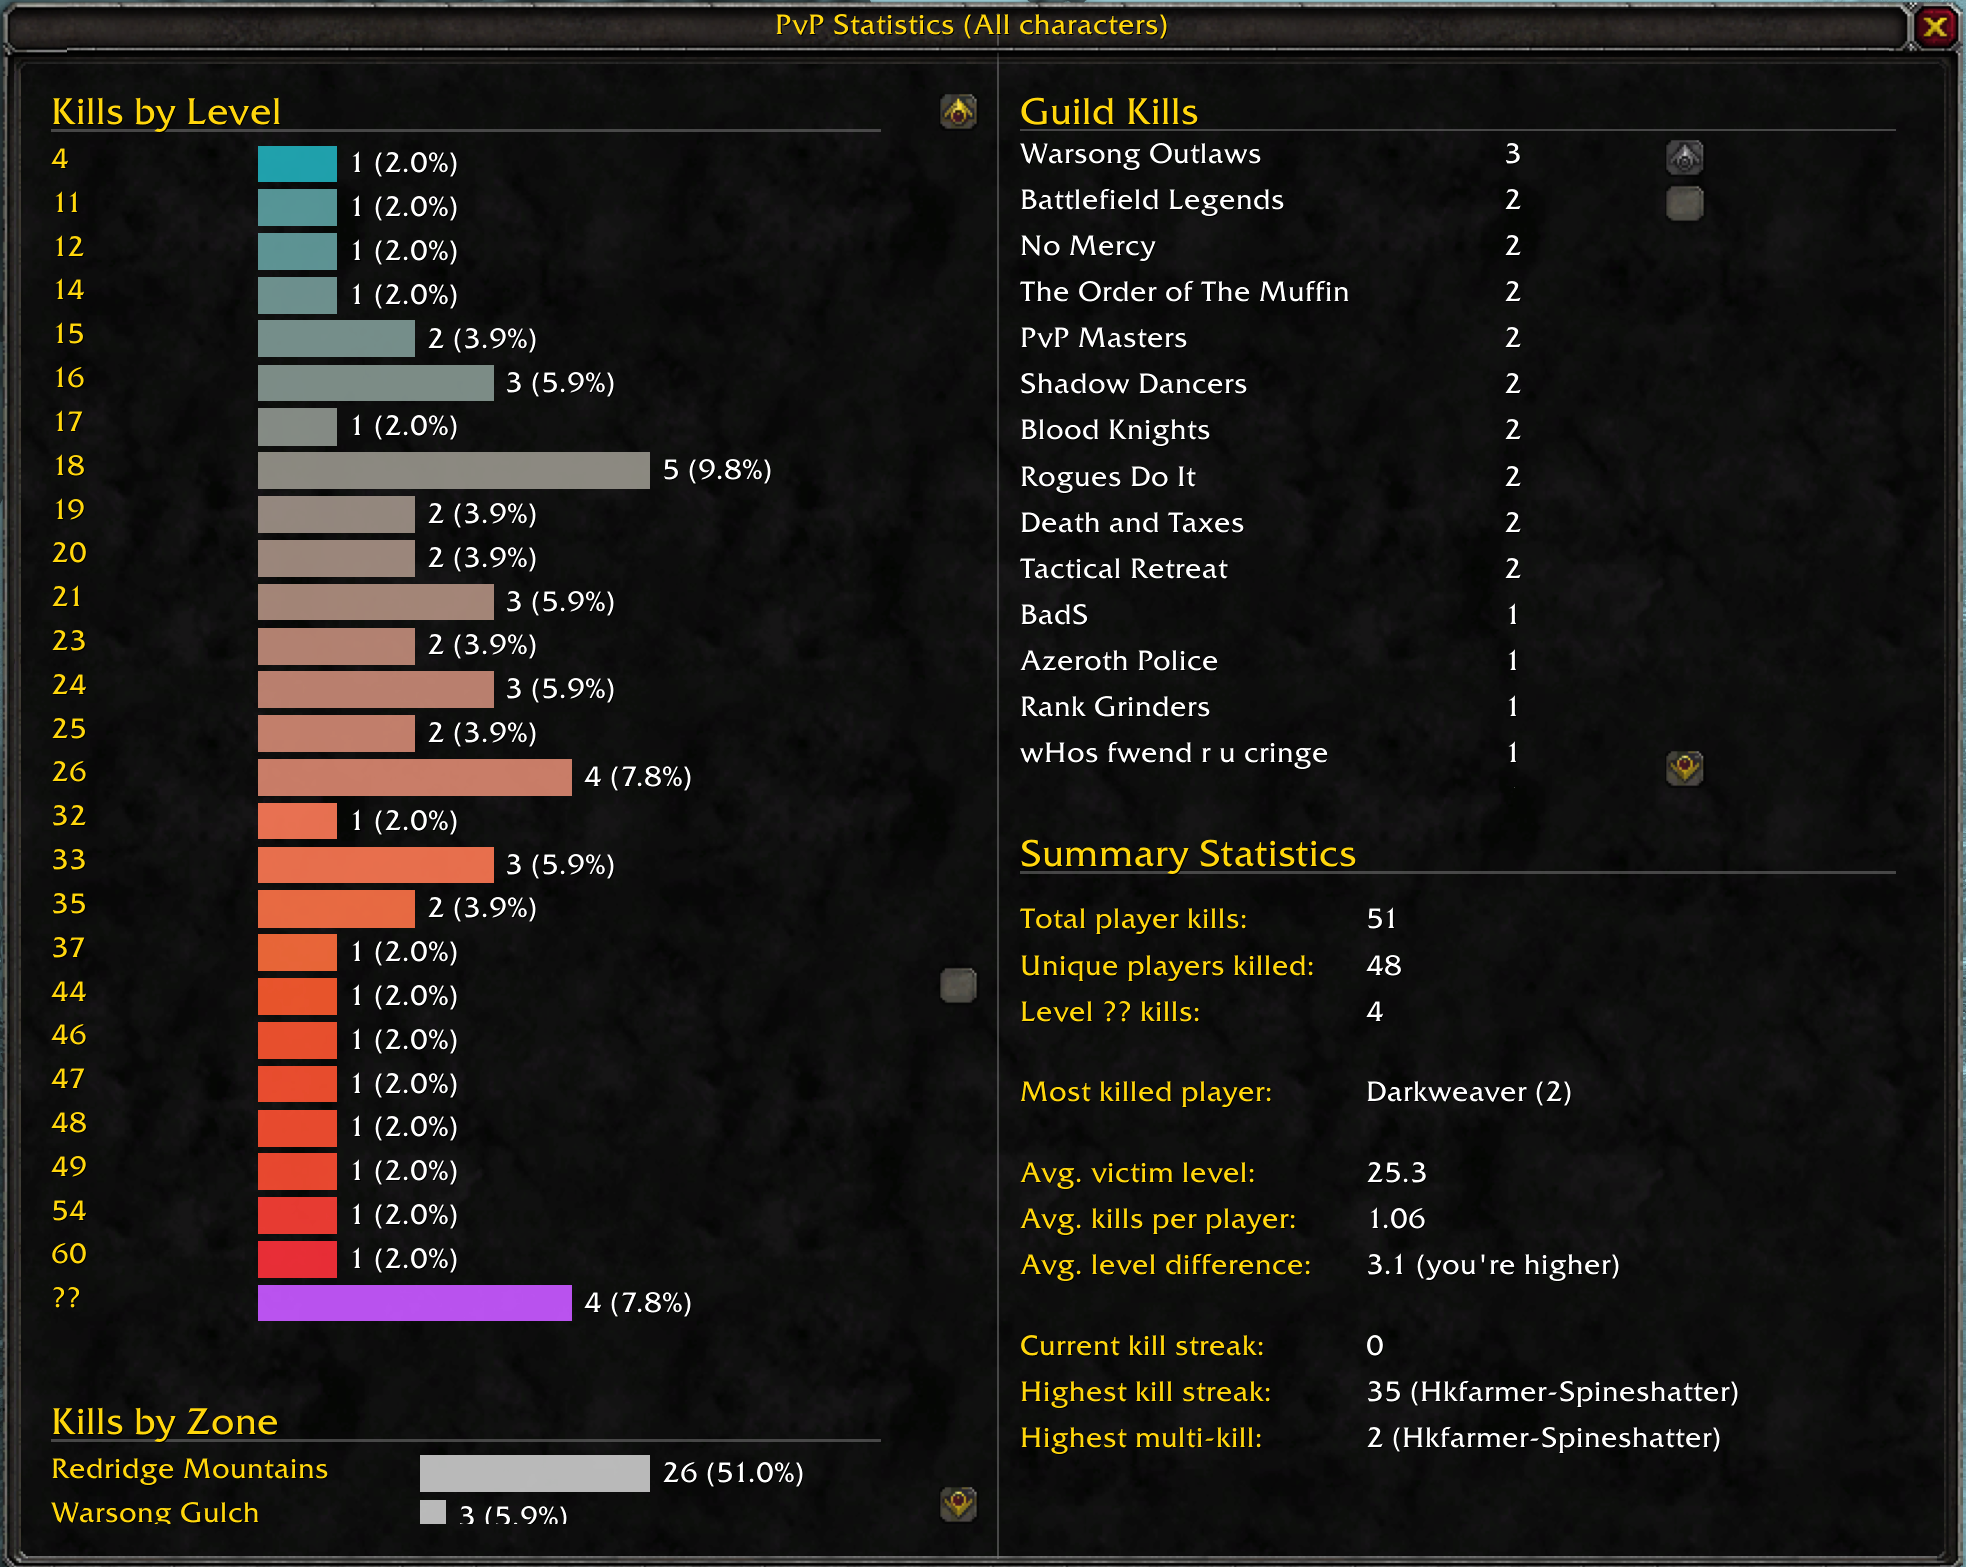 PvP Statistics (All characters)
Kills by Level
4 1 (2.0%)
11 1 (2.0%)
12 1 (2.0%)
14 1 (2.0%)
15 2 (3.9%)
16 3 (5.9%)
17 1 (2.0%)
18 5 (9.8%)
19 2 (3.9%)
20 2 (3.9%)
21 3 (5.9%)
23 2 (3.9%)
24 3 (5.9%)
25 2 (3.9%)
26 4 (7.8%)
32 1 (2.0%)
33 3 (5.9%)
35 2 (3.9%)
37 1 (2.0%)
44 1 (2.0%)
46 1 (2.0%)
47 1 (2.0%)
48 1 (2.0%)
49 1 (2.0%)
54 1 (2.0%)
60 1 (2.0%)
?? 4 (7.8%)
Kills by Zone
Redridge Mountains 26 (51.0%)
Warsong Gulch 3 (5.9%)
Guild Kills
Warsong Outlaws 3
Battlefield Legends 2
No Mercy 2
The Order of The Muffin 2
PvP Masters 2
Shadow Dancers 2
Blood Knights 2
Rogues Do It 2
Death and Taxes 2
Tactical Retreat 2
BadS 1
Azeroth Police 1
Rank Grinders 1
wHos fwend r u cringe 1
Summary Statistics
Total player kills: 51
Unique players killed: 48
Level ?? kills: 4
Most killed player: Darkweaver (2)
Avg. victim level: 25.3
Avg. kills per player: 1.06
Avg. level difference: 3.1 (you're higher)
Current kill streak: 0
Highest kill streak: 35 (Hkfarmer-Spineshatter)
Highest multi-kill: 2 (Hkfarmer-Spineshatter)